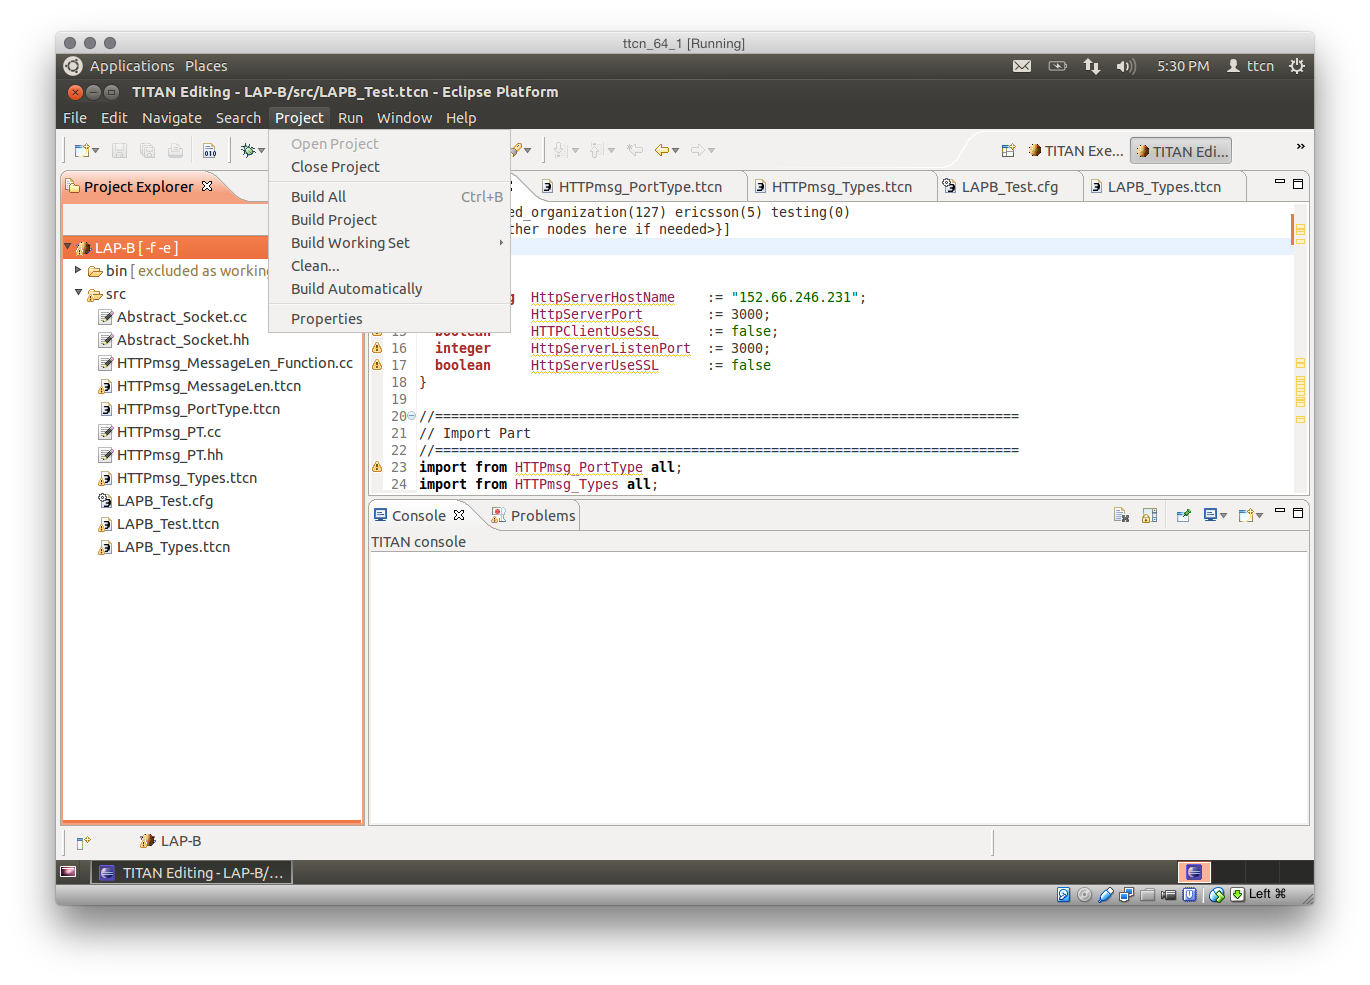 ttcn_64_1 [Running]
Applications Places
5:30 PM ttcn
TITAN Editing - LAP-B/src/LAPB_Test.ttcn - Eclipse Platform
File Edit Navigate Search Project Run Window Help
010
TITAN Exe... TITAN Edi... »
Open Project
Close Project
Build All Ctrl+B
Build Project
Build Working Set
Clean...
Build Automatically
Properties
Project Explorer
LAP-B [ -f -e ]
bin [ excluded as working
src
Abstract_Socket.cc
Abstract_Socket.hh
HTTPmsg_MessageLen_Function.cc
HTTPmsg_MessageLen.ttcn
HTTPmsg_PortType.ttcn
HTTPmsg_PT.cc
HTTPmsg_PT.hh
HTTPmsg_Types.ttcn
LAPB_Test.cfg
LAPB_Test.ttcn
LAPB_Types.ttcn
HTTPmsg_PortType.ttcn HTTPmsg_Types.ttcn LAPB_Test.cfg LAPB_Types.ttcn
ed_organization(127) ericsson(5) testing(0)
her nodes here if needed>}]
g HttpServerHostName := "152.66.246.231";
HttpServerPort := 3000;
15 boolean HTTPClientUseSSL := false;
16 integer HttpServerListenPort := 3000;
17 boolean HttpServerUseSSL := false
18 }
19
20 //=========================================================================
21 // Import Part
22 //=========================================================================
23 import from HTTPmsg_PortType all;
24 import from HTTPmsg_Types all;
Console Problems
TITAN console
LAP-B
TITAN Editing - LAP-B/...
Left ⌘